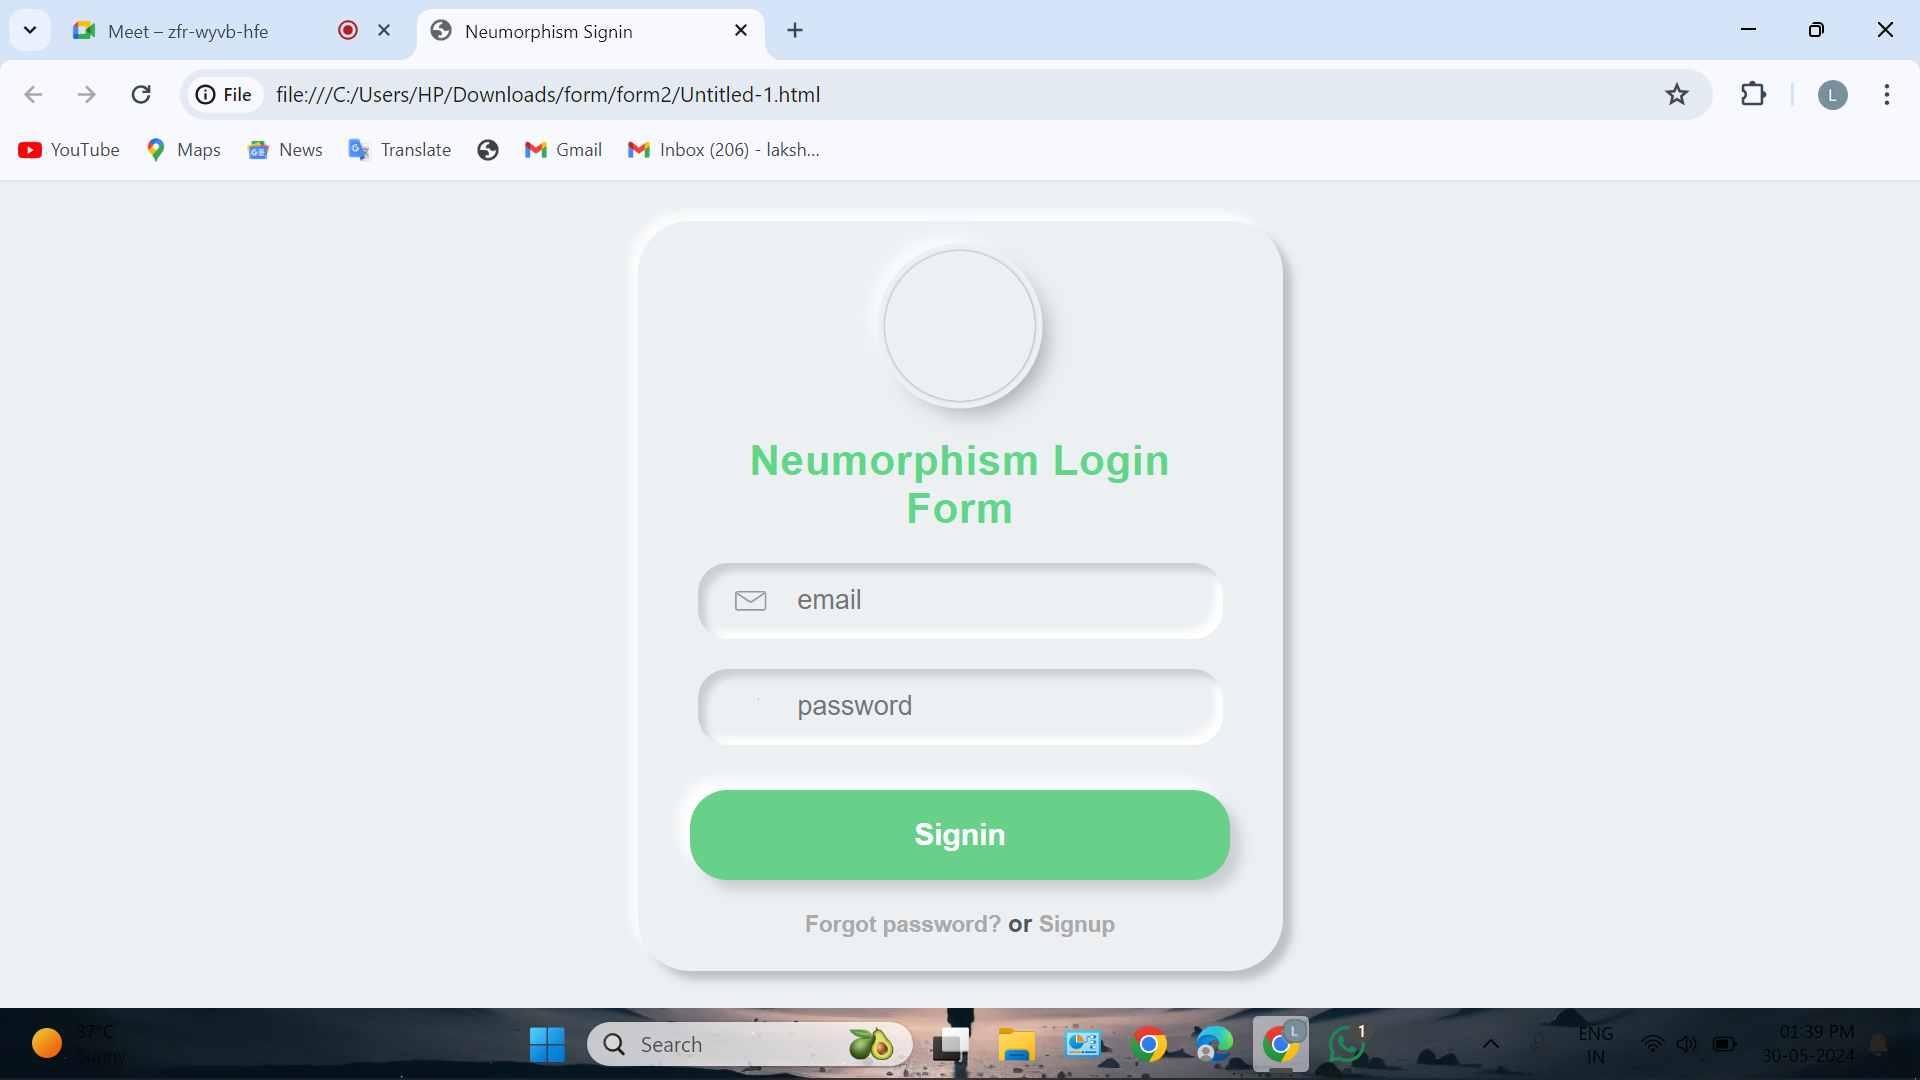 Meet – zfr-wyvb-hfe
Neumorphism Signin
File
file:///C:/Users/HP/Downloads/form/form2/Untitled-1.html
L
YouTube
Maps
News
Translate
Gmail
Inbox (206) - laksh...
Neumorphism Login
Form
email
password
Signin
Forgot password? or Signup
37°C
Sunny
Search
L
1
ENG
IN
01:39 PM
30-05-2024